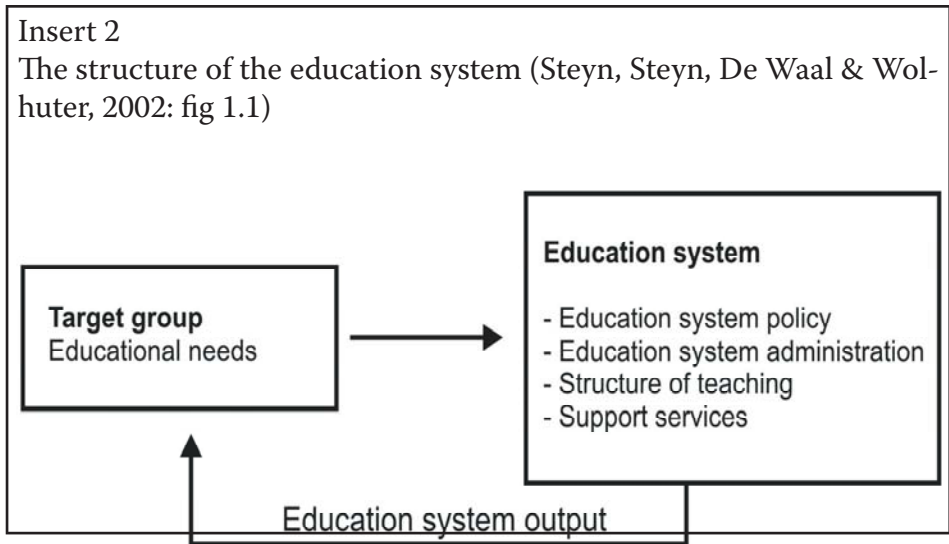 Insert 2
The structure of the education system (Steyn, Steyn, De Waal & Wol-
huter, 2002: fig 1.1)
Target group
Educational needs
Education system
- Education system policy
- Education system administration
- Structure of teaching
- Support services
Education system output